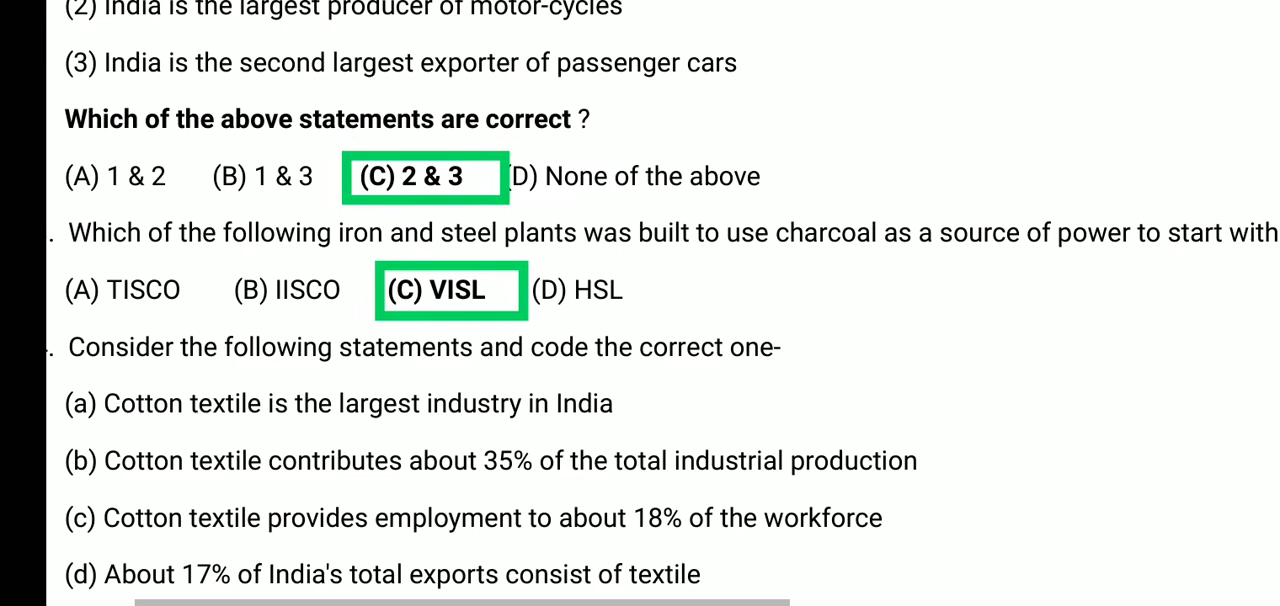 (2) India is the largest producer of motor-cycles
(3) India is the second largest exporter of passenger cars
Which of the above statements are correct ?
(A) 1 & 2 (B) 1 & 3 (C) 2 & 3 (D) None of the above
. Which of the following iron and steel plants was built to use charcoal as a source of power to start with
(A) TISCO (B) IISCO (C) VISL (D) HSL
. Consider the following statements and code the correct one-
(a) Cotton textile is the largest industry in India
(b) Cotton textile contributes about 35% of the total industrial production
(c) Cotton textile provides employment to about 18% of the workforce
(d) About 17% of India's total exports consist of textile